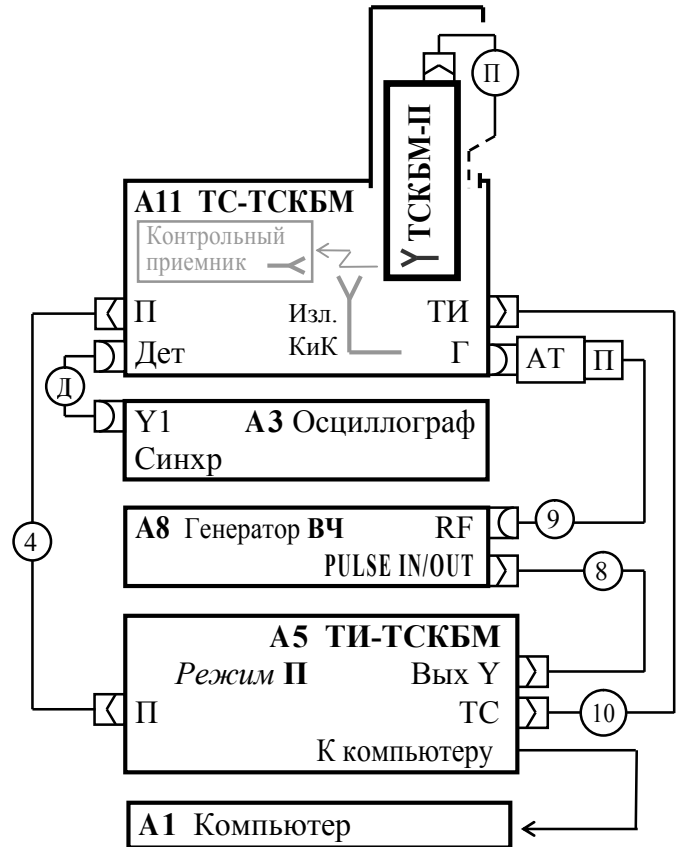 П
ТСКБМ-П
А11 ТС-ТСКБМ
Контрольный
приемник
П
Изл.
ТИ
Дет
КиК
Г
АТ
П
Д
Y1
А3 Осциллограф
Синхр
4
А8 Генератор ВЧ
RF
9
PULSE IN/OUT
8
А5 ТИ-ТСКБМ
Режим П
Вых Y
П
ТС
10
К компьютеру
А1 Компьютер